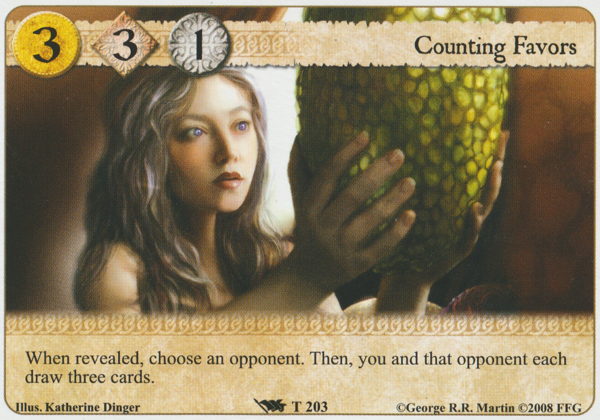 3 3 1 Counting Favors
When revealed, choose an opponent. Then, you and that opponent each
draw three cards.
Illus. Katherine Dinger T 203 ©George R.R. Martin ©2008 FFG